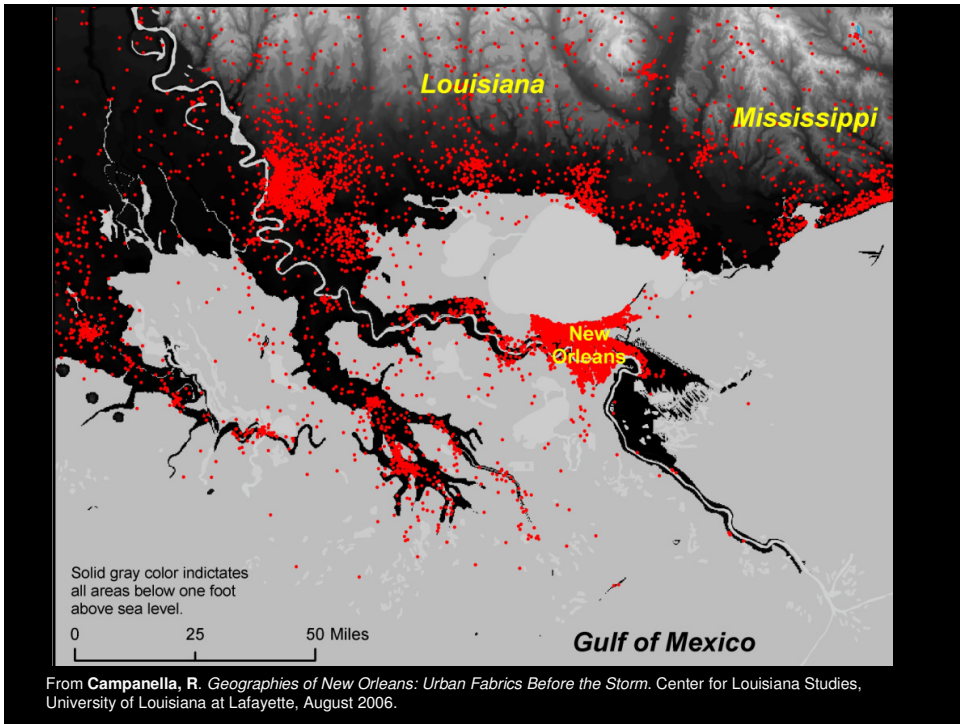 Louisiana
Mississippi
New
Orleans
Solid gray color indictates
all areas below one foot
above sea level.
0 25 50 Miles
Gulf of Mexico
From Campanella, R. Geographies of New Orleans: Urban Fabrics Before the Storm. Center for Louisiana Studies,
University of Louisiana at Lafayette, August 2006.